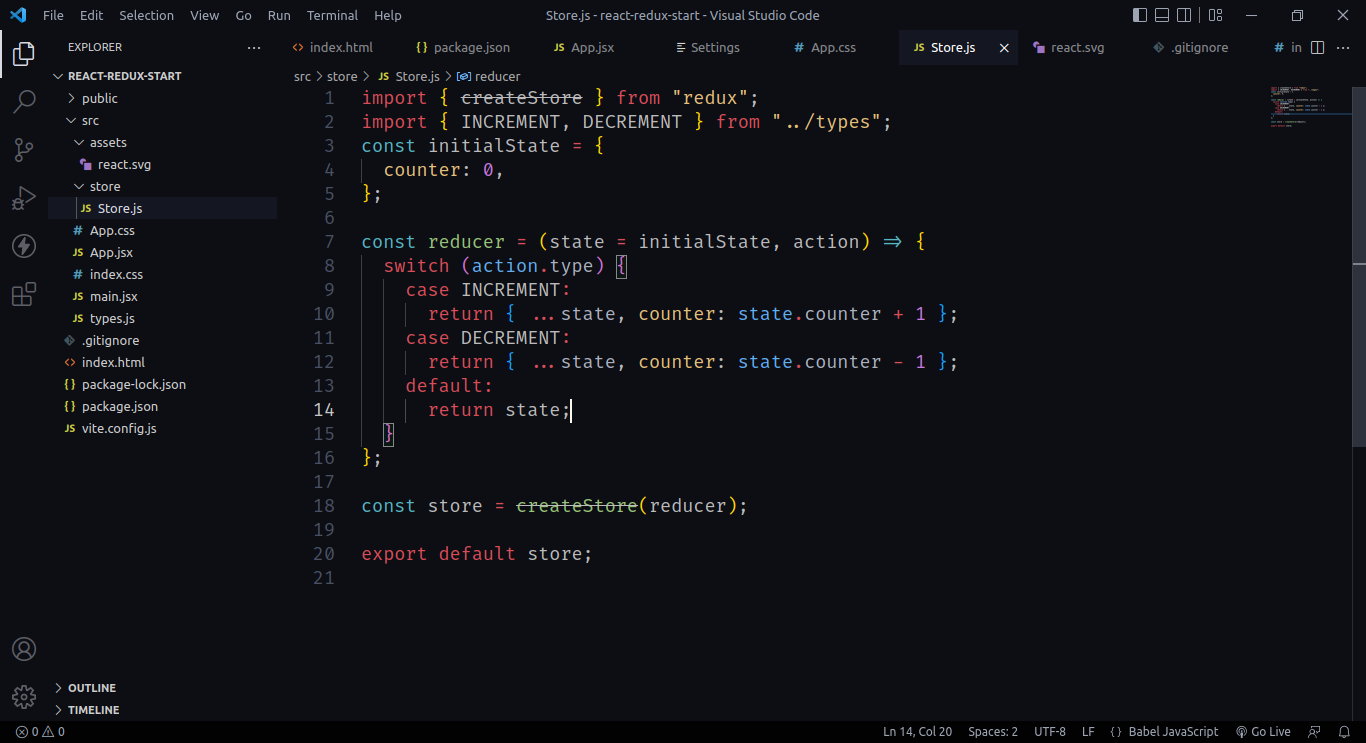 File Edit Selection View Go Run Terminal Help
Store.js - react-redux-start - Visual Studio Code
EXPLORER
REACT-REDUX-START
public
src
assets
react.svg
store
JS Store.js
# App.css
JS App.jsx
# index.css
JS main.jsx
JS types.js
.gitignore
<> index.html
{} package-lock.json
{} package.json
JS vite.config.js
OUTLINE
TIMELINE
<> index.html {} package.json JS App.jsx Settings # App.css JS Store.js react.svg .gitignore # in
src > store > JS Store.js > reducer
1 import { createStore } from "redux";
2 import { INCREMENT, DECREMENT } from "../types";
3 const initialState = {
4 counter: 0,
5 };
6
7 const reducer = (state = initialState, action) => {
8 switch (action.type) {
9 case INCREMENT:
10 return { ...state, counter: state.counter + 1 };
11 case DECREMENT:
12 return { ...state, counter: state.counter - 1 };
13 default:
14 return state;
15 }
16 };
17
18 const store = createStore(reducer);
19
20 export default store;
21
0 0
Ln 14, Col 20 Spaces: 2 UTF-8 LF {} Babel JavaScript Go Live